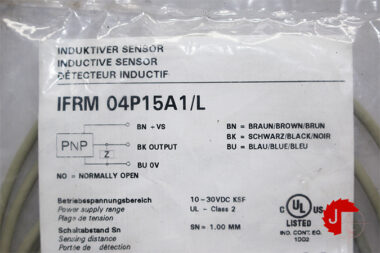 INDUKTIVER SENSOR
INDUCTIVE SENSOR
DÉTECTEUR INDUCTIF
IFRM 04P15A1/L
PNP
Z
BN +VS
BK OUTPUT
BU 0V
BN = BRAUN/BROWN/BRUN
BK = SCHWARZ/BLACK/NOIR
BU = BLAU/BLUE/BLEU
NO = NORMALLY OPEN
Betriebsspannungsbereich
Power supply range
Plage de tension
10-30VDC KSF
UL - Class 2
Schaltabstand Sn
Sensing distance
Portée de détection
SN= 1.00 MM
C UL US
LISTED
IND. CONT. EQ.
1DD2
J